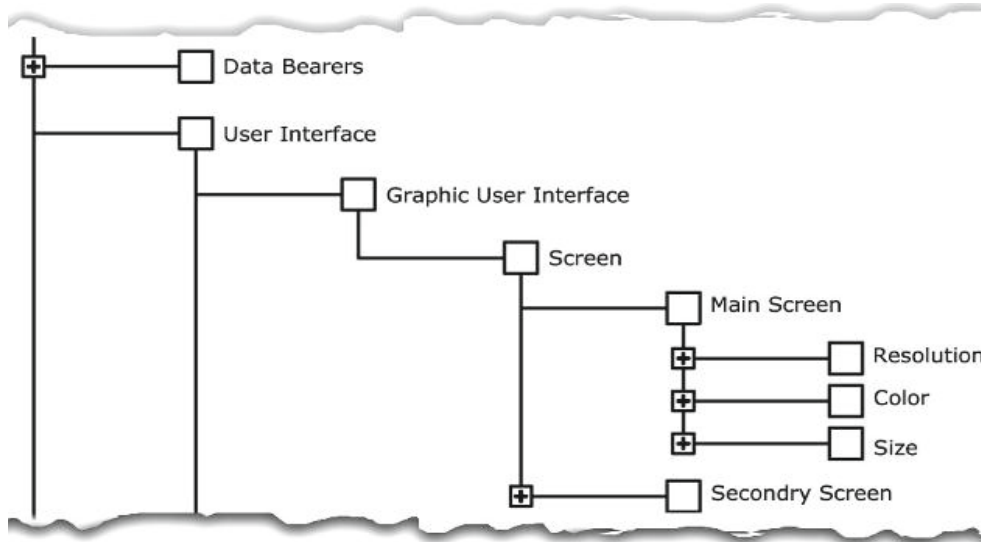 Data Bearers
User Interface
Graphic User Interface
Screen
Main Screen
Resolution
Color
Size
Secondry Screen